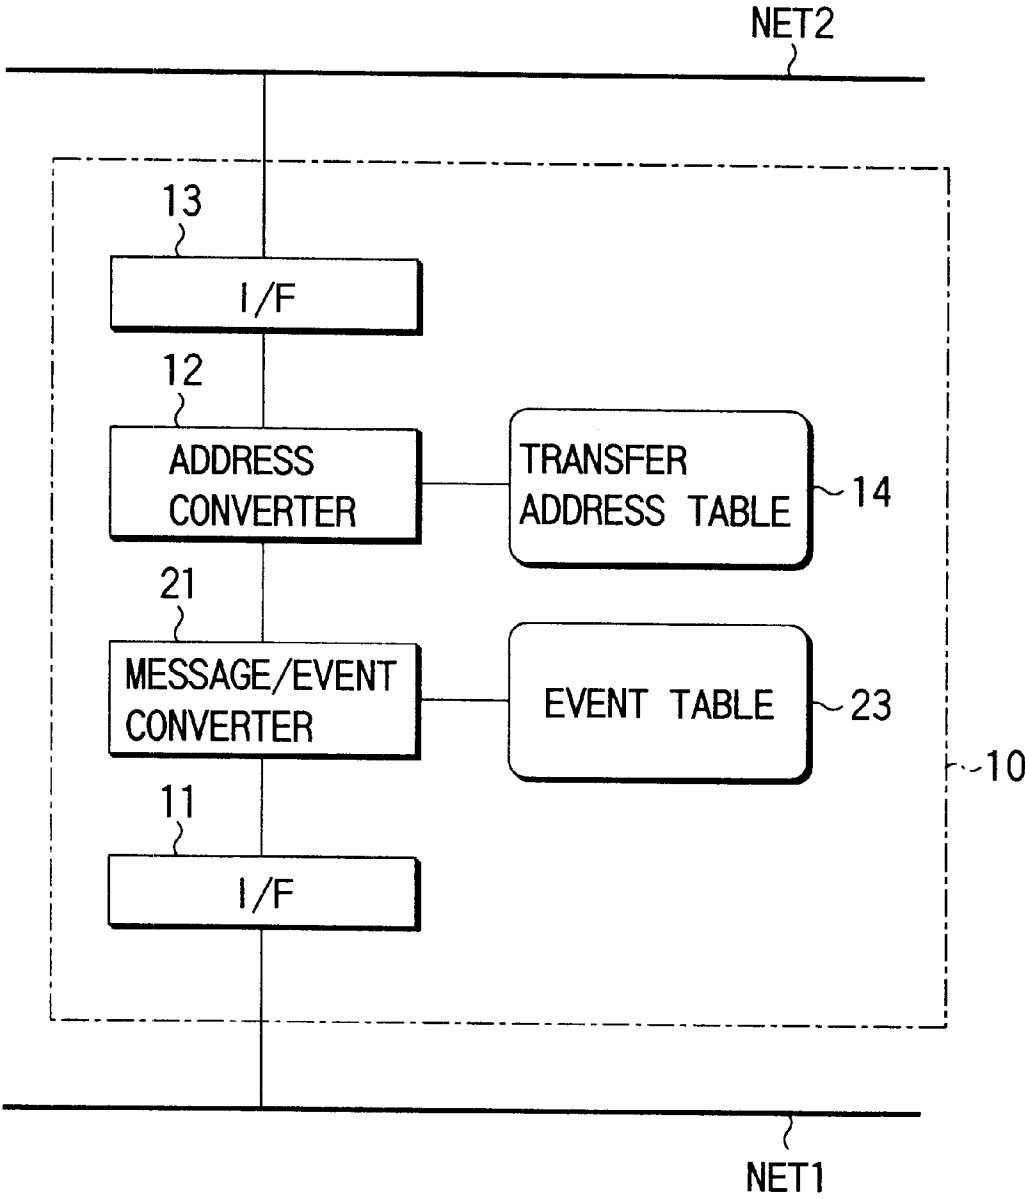 NET2
13
I/F
12
ADDRESS
CONVERTER
TRANSFER
ADDRESS TABLE
14
21
MESSAGE/EVENT
CONVERTER
EVENT TABLE
23
10
11
I/F
NET1